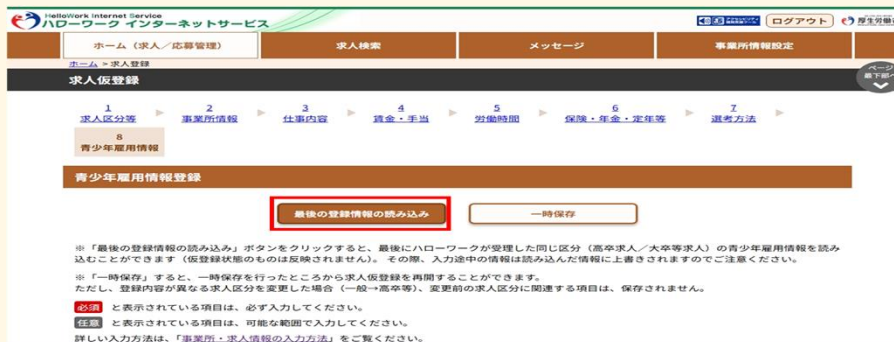 HelloWork Internet Service
ハローワーク インターネットサービス
ログアウト
厚生労働
ホーム（求人／応募管理）
求人検索
メッセージ
事業所情報設定
ホーム > 求人登録
ページ
最下部へ
求人仮登録
1
求人区分等
2
事業所情報
3
仕事内容
4
賃金・手当
5
労働時間
6
保険・年金・定年等
7
選考方法
8
青少年雇用情報
青少年雇用情報登録
最後の登録情報の読み込み
一時保存
※「最後の登録情報の読み込み」ボタンをクリックすると、最後にハローワークが受理した同じ区分（高卒求人／大卒等求人）の青少年雇用情報を読み
込むことができます（仮登録状態のものは反映されません）。その際、入力途中の情報は読み込んだ情報に上書きされますのでご注意ください。
※「一時保存」すると、一時保存を行ったところから求人仮登録を再開することができます。
ただし、登録内容が異なる求人区分を変更した場合（一般→高卒等）、変更前の求人区分に関連する項目は、保存されません。
必須 と表示されている項目は、必ず入力してください。
任意 と表示されている項目は、可能な範囲で入力してください。
詳しい入力方法は、「事業所・求人情報の入力方法」をご覧ください。